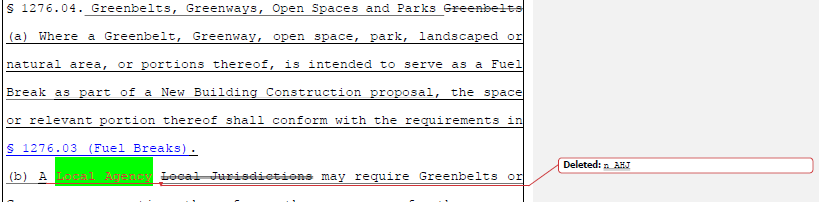 § 1276.04. Greenbelts, Greenways, Open Spaces and Parks Greenbelts
(a) Where a Greenbelt, Greenway, open space, park, landscaped or
natural area, or portions thereof, is intended to serve as a Fuel
Break as part of a New Building Construction proposal, the space
or relevant portion thereof shall conform with the requirements in
§ 1276.03 (Fuel Breaks).
(b) A Local Agency Local Jurisdictions may require Greenbelts or
Deleted: n AHJ